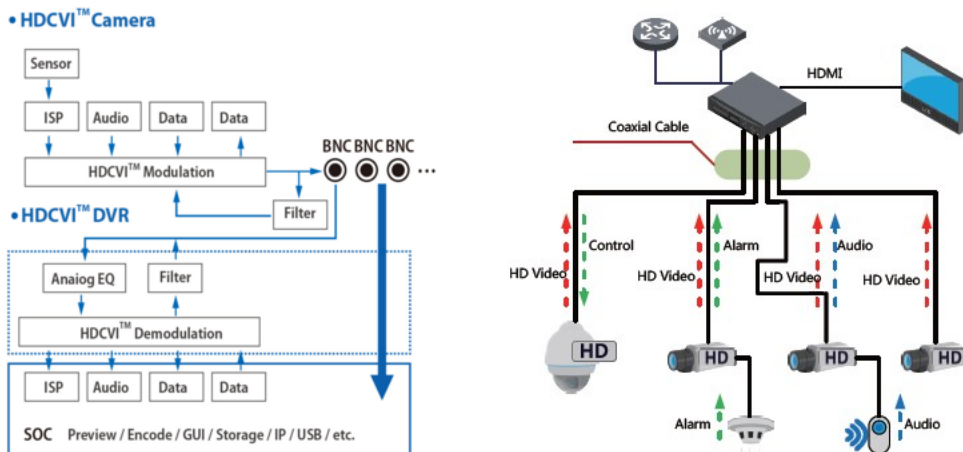 • HDCVI™ Camera
Sensor
ISP Audio Data Data
HDCVI™ Modulation
BNC BNC BNC
...
Filter
• HDCVI™ DVR
Anaiog EQ
Filter
HDCVI™ Demodulation
ISP Audio Data Data
SOC Preview / Encode / GUI / Storage / IP / USB / etc.
HDMI
Coaxial Cable
Control
HD Video
Alarm
HD Video
Audio
HD Video
HD Video
HD
HD
HD
HD
Alarm
Audio